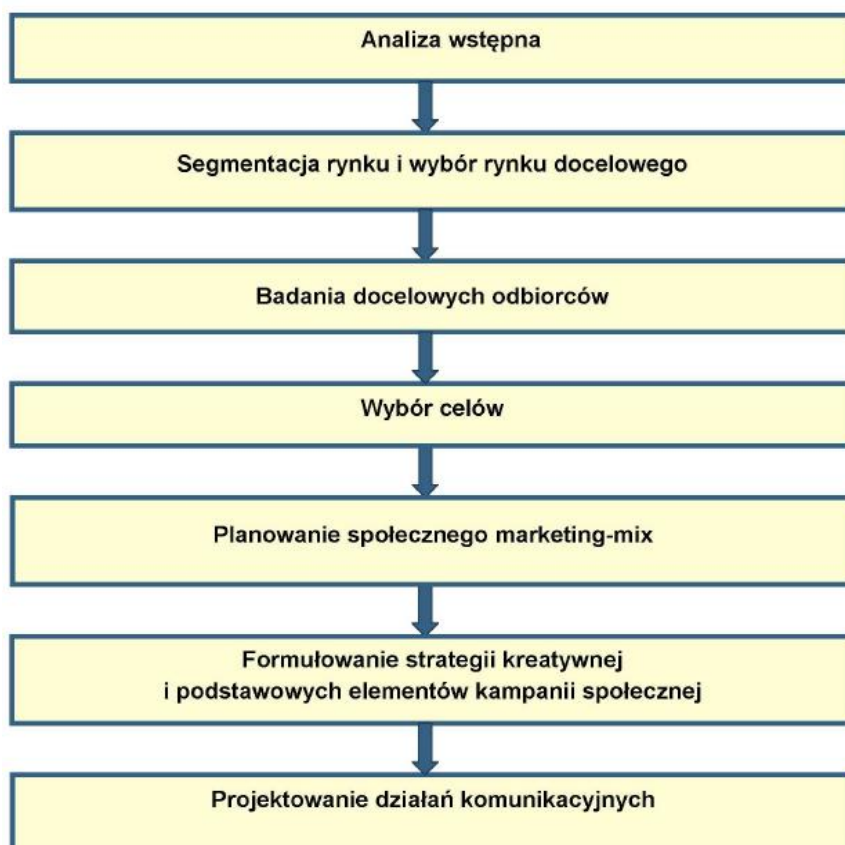 Analiza wstępna
Segmentacja rynku i wybór rynku docelowego
Badania docelowych odbiorców
Wybór celów
Planowanie społecznego marketing-mix
Formułowanie strategii kreatywnej
i podstawowych elementów kampanii społecznej
Projektowanie działań komunikacyjnych